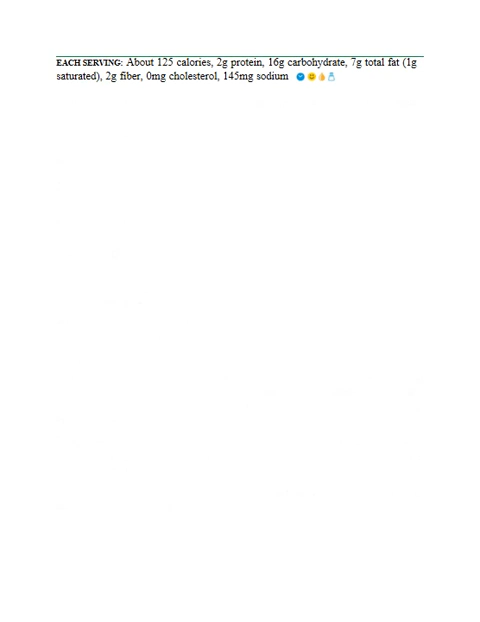 EACH SERVING: About 125 calories, 2g protein, 16g carbohydrate, 7g total fat (1g
saturated), 2g fiber, 0mg cholesterol, 145mg sodium